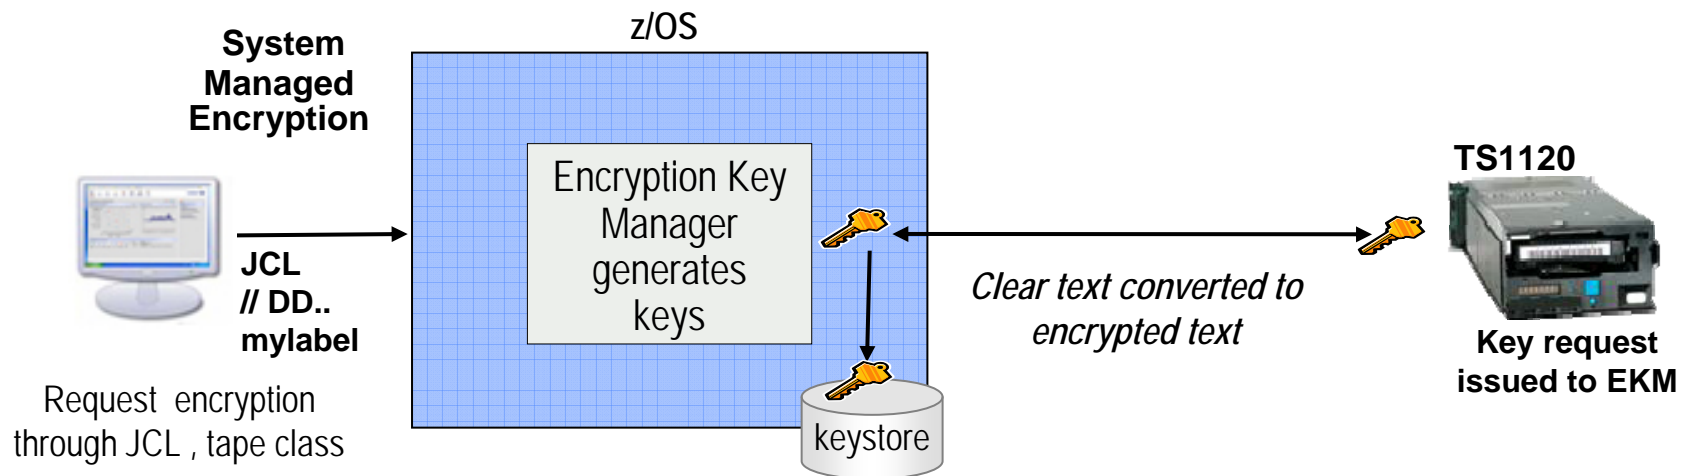 z/OS
System
Managed
Encryption
Encryption Key
Manager
generates
keys
JCL
// DD..
mylabel
Request encryption
through JCL , tape class
keystore
Clear text converted to
encrypted text
TS1120
Key request
issued to EKM